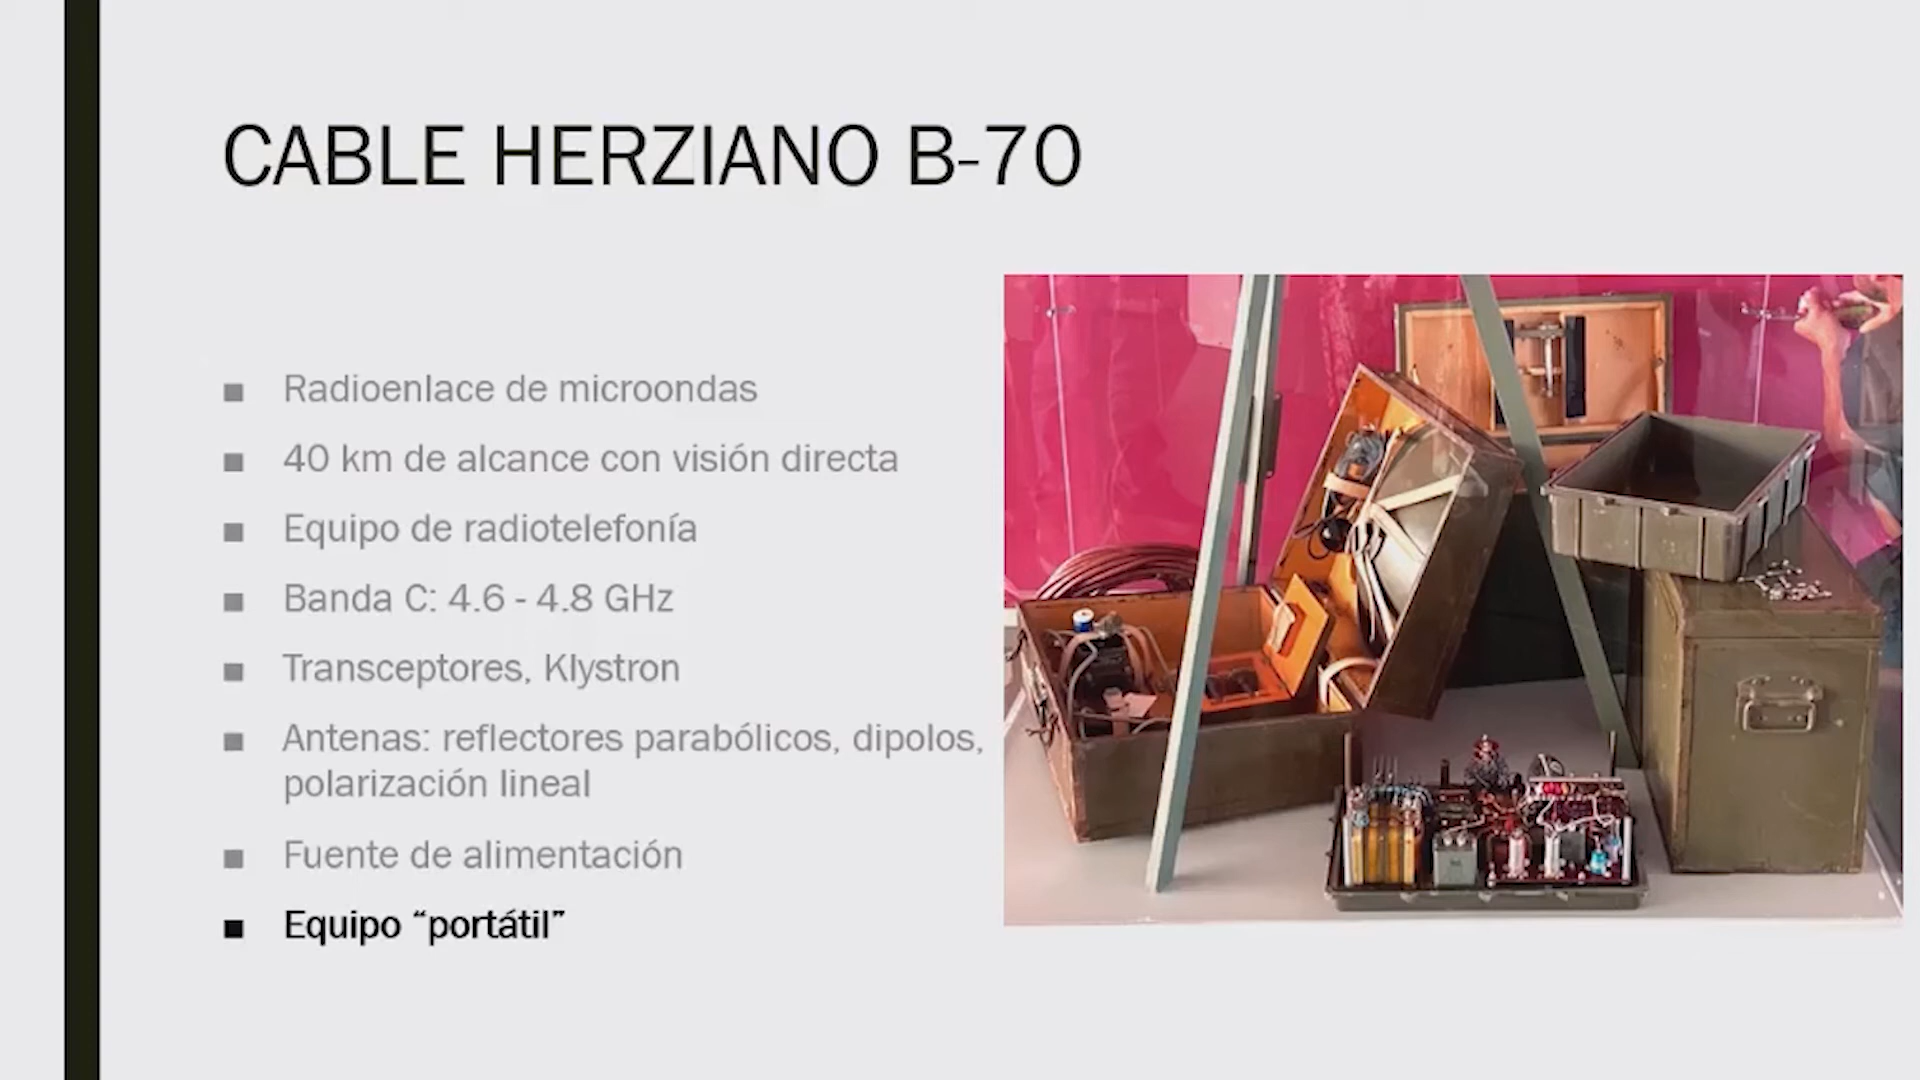 CABLE HERZIANO B-70
▪ Radioenlace de microondas
▪ 40 km de alcance con visión directa
▪ Equipo de radiotelefonía
▪ Banda C: 4.6 - 4.8 GHz
▪ Transceptores, Klystron
▪ Antenas: reflectores parabólicos, dipolos,
polarización lineal
▪ Fuente de alimentación
▪ Equipo “portátil”